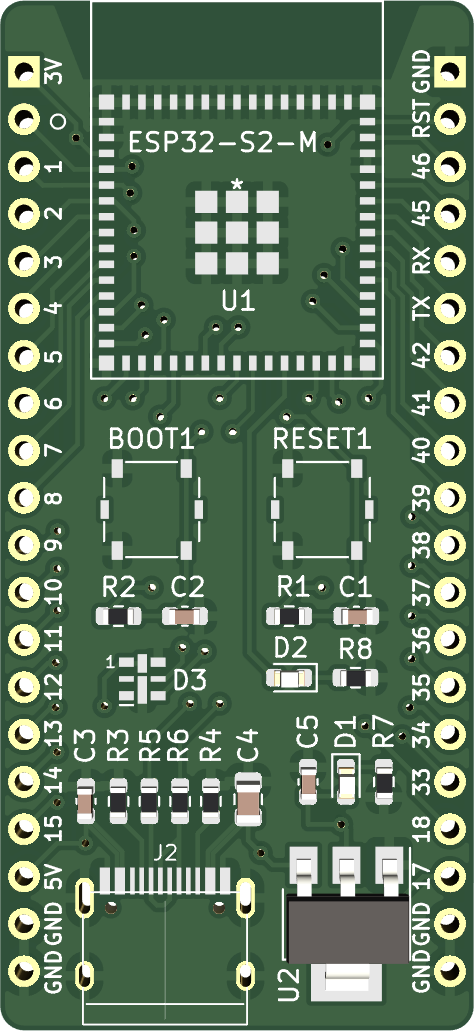 3V
GND
RST
ESP32-S2-M
*
1
46
2
45
3
RX
U1
4
TX
5
42
6
41
BOOT1
RESET1
7
40
8
39
9
38
R2
C2
R1
C1
10
37
11
36
D2
R8
1
D3
12
35
C3
R3
R5
R6
R4
C4
C5
D1
R7
13
34
14
33
15
18
J2
5V
17
GND
GND
GND
GND
U2